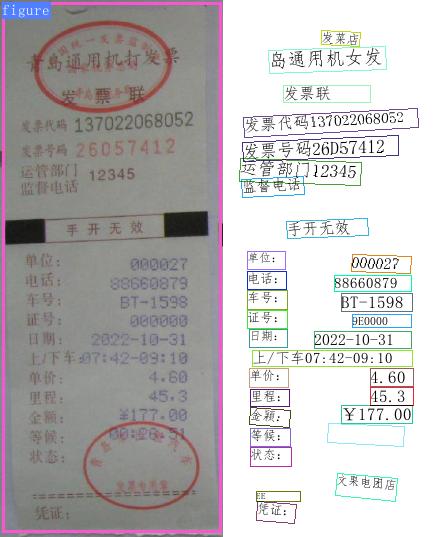 figure
青岛通用机打发票
发票联
发票代码 137022068052
发票号码 26057412
运管部门 12345
监督电话
手开无效
单位: 000027
电话: 88660879
车号: BT-1598
证号: 000000
日期: 2022-10-31
上/下车:07:42-09:10
单价: 4.60
里程: 45.3
金额: ¥177.00
等候: 00:26:51
状态:
发票专用章
凭证:
发菜店
岛通用机女发
发票联
发票代码137022068052
发票号码26D57412
运管部门12345
监督电话
手开无效
单位: 000027
电话: 88660879
车号: BT-1598
证号: 9E0000
日期: 2022-10-31
上/下车07:42-09:10
单价: 4.60
里程: 45.3
金额: ¥177.00
等候:
状态:
文果电团店
EE
凭证: